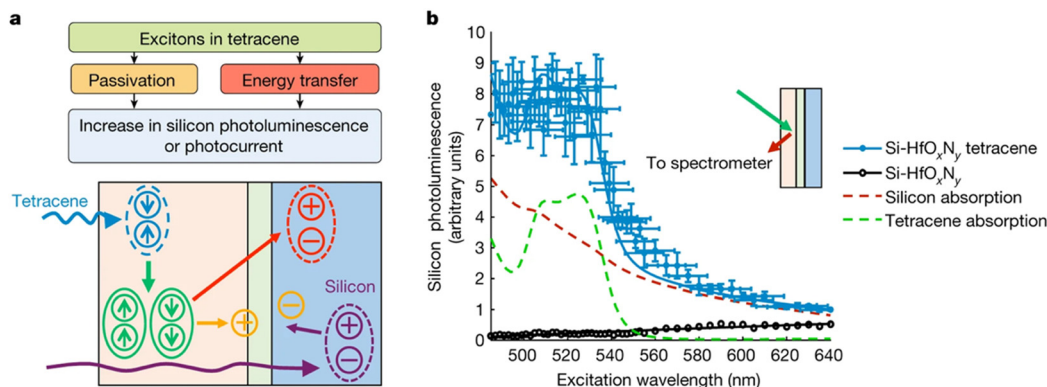 a
Excitons in tetracene
Passivation
Energy transfer
Increase in silicon photoluminescence
or photocurrent
Tetracene
+
−
Silicon
+
−
+
−
b
Silicon photoluminescence
(arbitrary units)
10
9
8
7
6
5
4
3
2
1
0
500
520
540
560
580
600
620
640
Excitation wavelength (nm)
To spectrometer
Si-HfOxNy tetracene
Si-HfOxNy
Silicon absorption
Tetracene absorption